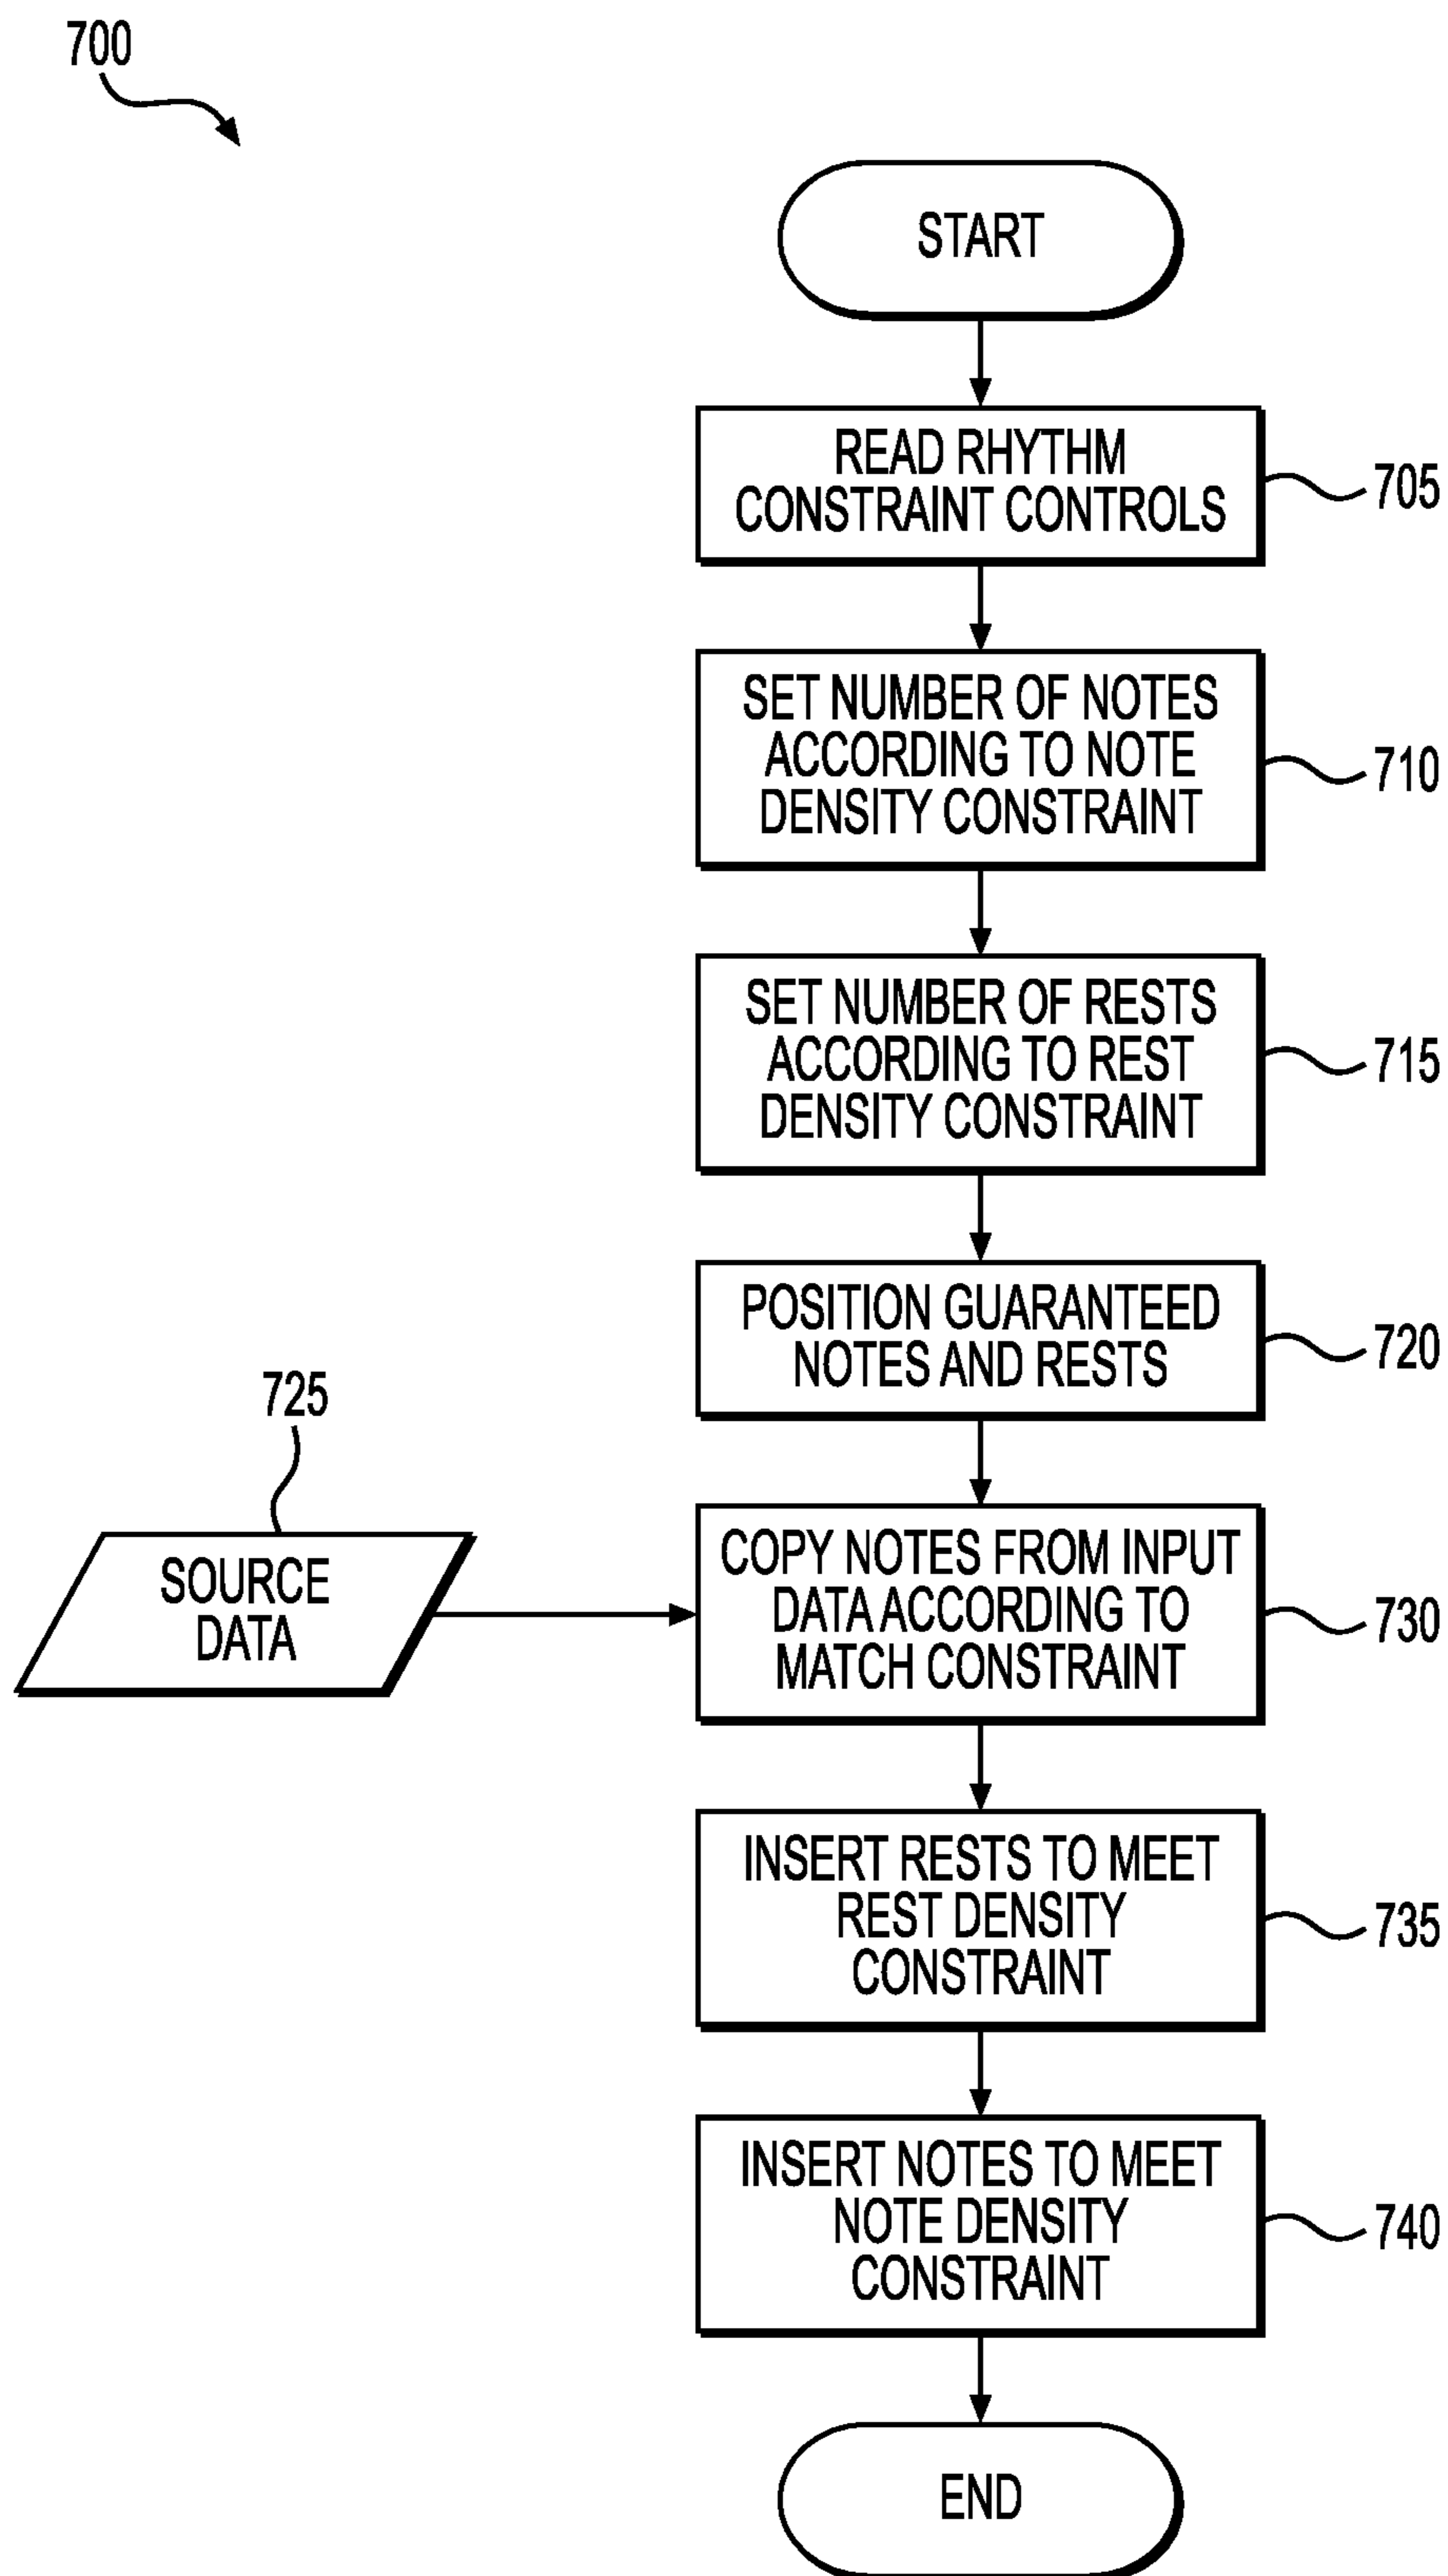 700
START
READ RHYTHM
CONSTRAINT CONTROLS
705
SET NUMBER OF NOTES
ACCORDING TO NOTE
DENSITY CONSTRAINT
710
SET NUMBER OF RESTS
ACCORDING TO REST
DENSITY CONSTRAINT
715
POSITION GUARANTEED
NOTES AND RESTS
720
725
SOURCE
DATA
COPY NOTES FROM INPUT
DATA ACCORDING TO
MATCH CONSTRAINT
730
INSERT RESTS TO MEET
REST DENSITY
CONSTRAINT
735
INSERT NOTES TO MEET
NOTE DENSITY
CONSTRAINT
740
END